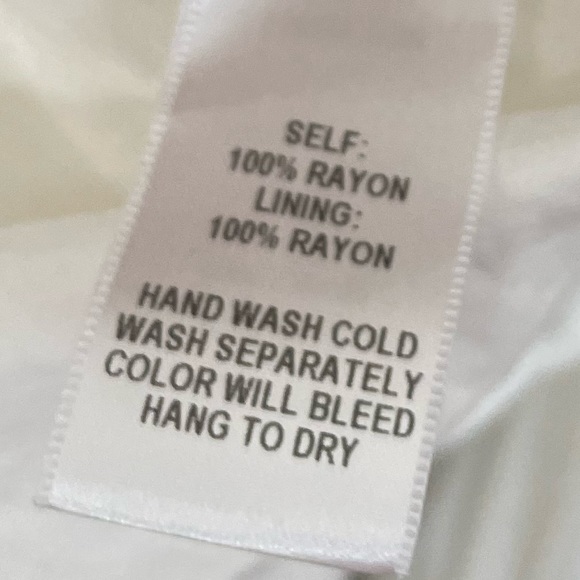 SELF:
100% RAYON
LINING:
100% RAYON
HAND WASH COLD
WASH SEPARATELY
COLOR WILL BLEED
HANG TO DRY